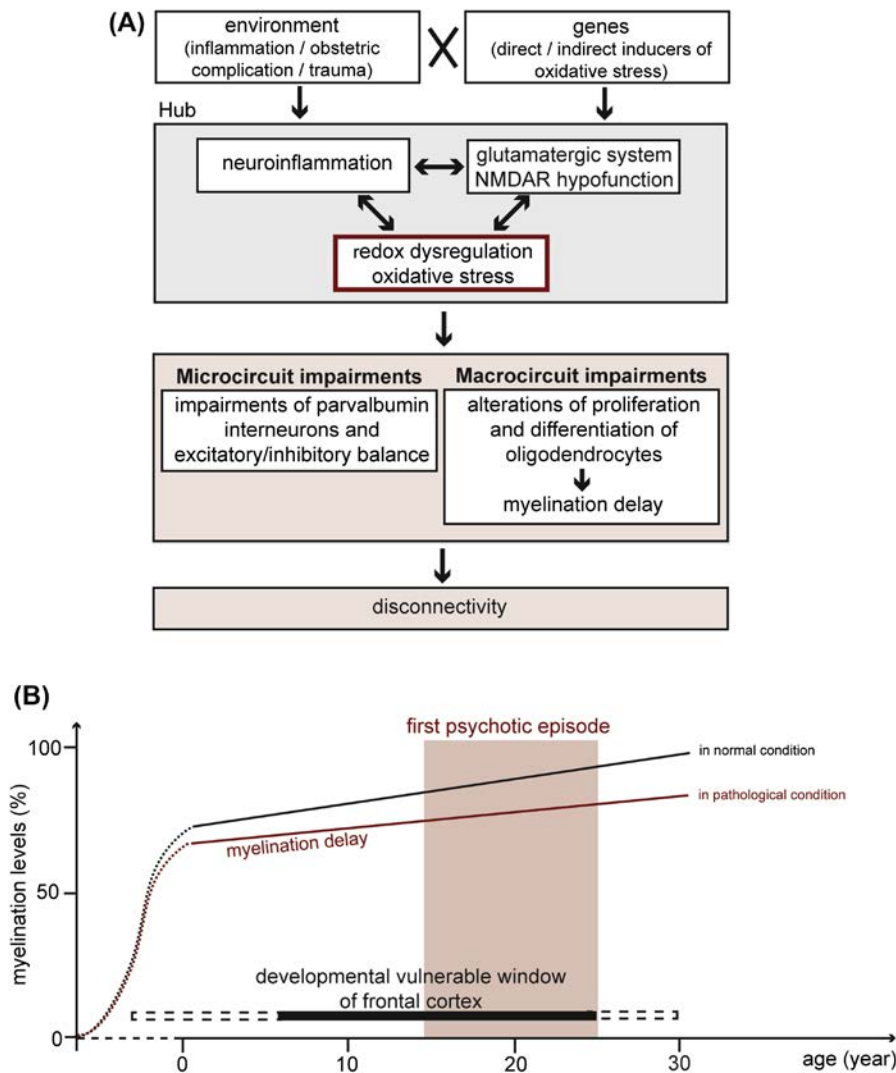 (A)
environment
(inflammation / obstetric
complication / trauma)
X
genes
(direct / indirect inducers of
oxidative stress)
Hub
neuroinflammation
glutamatergic system
NMDAR hypofunction
redox dysregulation
oxidative stress
Microcircuit impairments
impairments of parvalbumin
interneurons and
excitatory/inhibitory balance
Macrocircuit impairments
alterations of proliferation
and differentiation of
oligodendrocytes
myelination delay
disconnectivity
(B)
first psychotic episode
100
in normal condition
in pathological condition
myelination delay
myelination levels (%)
50
developmental vulnerable window
of frontal cortex
0
0 10 20 30 age (year)